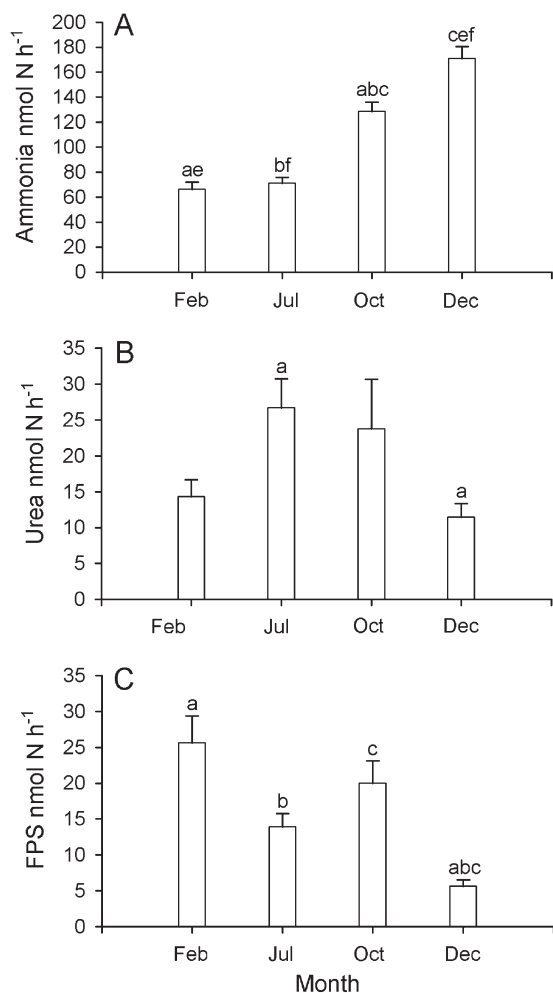 A
Ammonia nmol N h⁻¹
200
180
160
140
120
100
80
60
40
20
0
ae
bf
abc
cef
Feb Jul Oct Dec
B
Urea nmol N h⁻¹
35
30
25
20
15
10
5
0
a
a
Feb Jul Oct Dec
C
FPS nmol N h⁻¹
35
30
25
20
15
10
5
0
a
b
c
abc
Feb Jul Oct Dec
Month